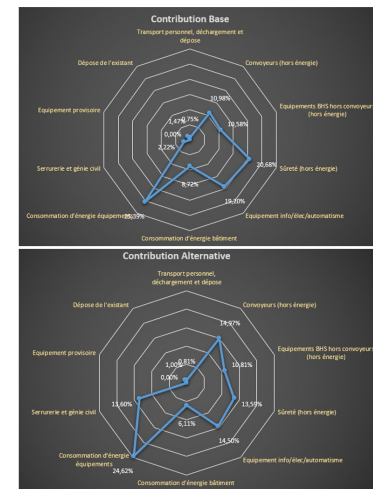 Contribution Base
Transport personnel, déchargement et
dépose
Dépose de l'existant
Convoyeurs (hors énergie)
10,98%
0,75%
1,47%
Equipement provisoire
Equipements BHS hors convoyeurs
(hors énergie)
10,58%
0,00%
2,22%
Serrurerie et génie civil
20,68%
Sûreté (hors énergie)
8,72%
19,20%
Consommation d'énergie équipements
25,39%
Equipement info/élec/automatisme
Consommation d'énergie bâtiment
Contribution Alternative
Transport personnel,
déchargement et dépose
Dépose de l'existant
Convoyeurs (hors énergie)
14,97%
Equipement provisoire
Equipements BHS hors convoyeurs
(hors énergie)
1,00%
0,81%
10,81%
0,00%
13,60%
13,59%
Serrurerie et génie civil
Sûreté (hors énergie)
6,11%
14,50%
Consommation d'énergie
équipements
24,62%
Equipement info/élec/automatisme
Consommation d'énergie bâtiment